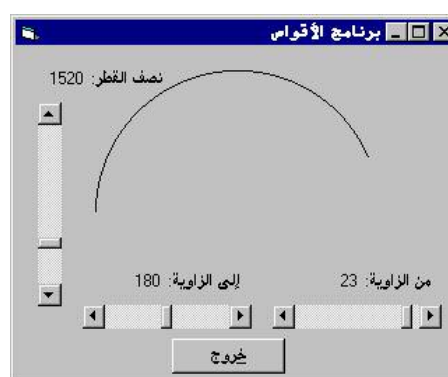 برنامج الأقواس
نصف القطر: 1520
من الزاوية: 23
إلى الزاوية: 180
خروج